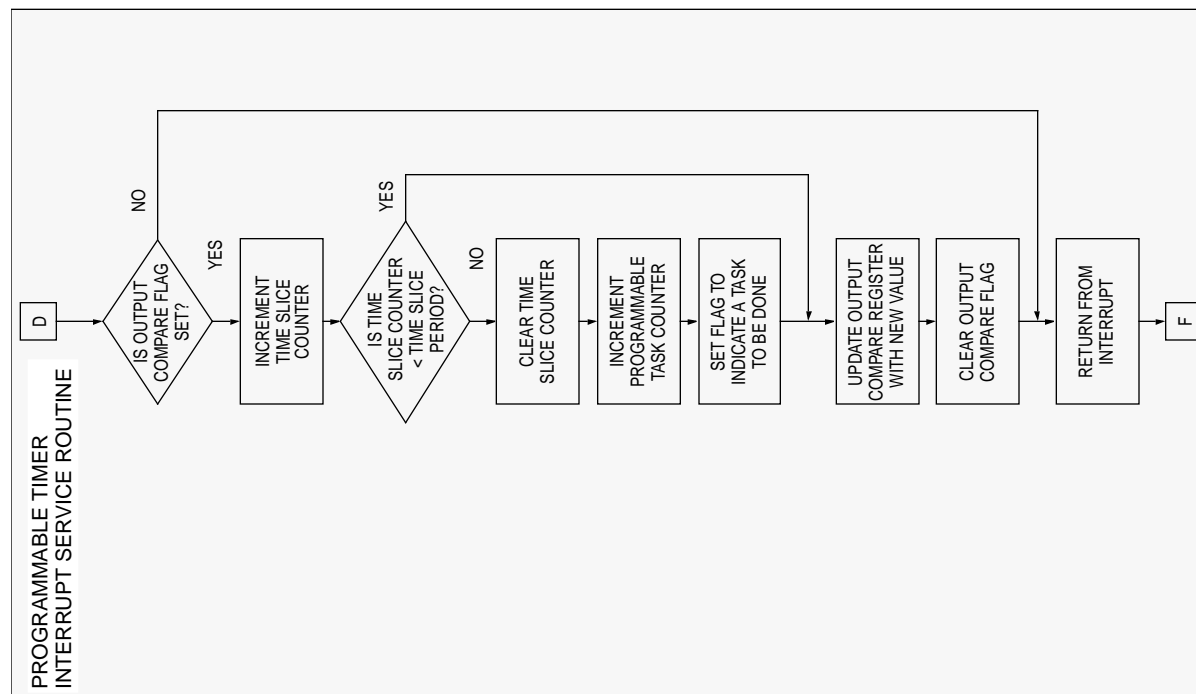 PROGRAMMABLE TIMER
INTERRUPT SERVICE ROUTINE
D
IS OUTPUT
COMPARE FLAG
SET?
NO
YES
INCREMENT
TIME SLICE
COUNTER
IS TIME
SLICE COUNTER
< TIME SLICE
PERIOD?
YES
NO
CLEAR TIME
SLICE COUNTER
INCREMENT
PROGRAMMABLE
TASK COUNTER
SET FLAG TO
INDICATE A TASK
TO BE DONE
UPDATE OUTPUT
COMPARE REGISTER
WITH NEW VALUE
CLEAR OUTPUT
COMPARE FLAG
RETURN FROM
INTERRUPT
F